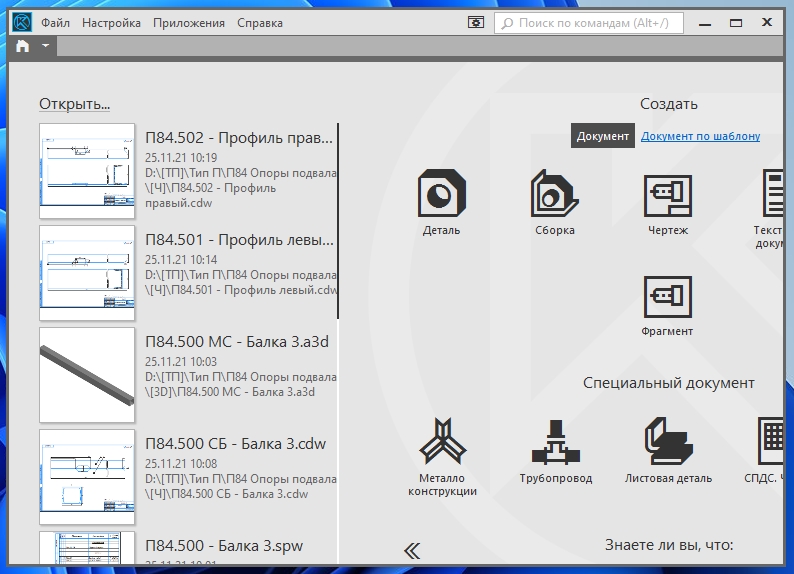 Файл Настройка Приложения Справка
Поиск по командам (Alt+/)
Открыть...
П84.502 - Профиль прав...
25.11.21 10:19
D:\[ТП]\Тип П\П84 Опоры подвала
\[Ч]\П84.502 - Профиль
правый.cdw
П84.501 - Профиль левы...
25.11.21 10:14
D:\[ТП]\Тип П\П84 Опоры подвала
\[Ч]\П84.501 - Профиль левый.cdw
П84.500 МС - Балка 3.a3d
25.11.21 10:03
D:\[ТП]\Тип П\П84 Опоры подвала
\[3D]\П84.500 МС - Балка 3.a3d
П84.500 СБ - Балка 3.cdw
25.11.21 10:08
D:\[ТП]\Тип П\П84 Опоры подвала
\[Ч]\П84.500 СБ - Балка 3.cdw
П84.500 - Балка 3.spw
Создать
Документ Документ по шаблону
Деталь
Сборка
Чертеж
Текст
докум
Фрагмент
Специальный документ
Металло
конструкции
Трубопровод
Листовая деталь
СПДС. Ч
Знаете ли вы, что: